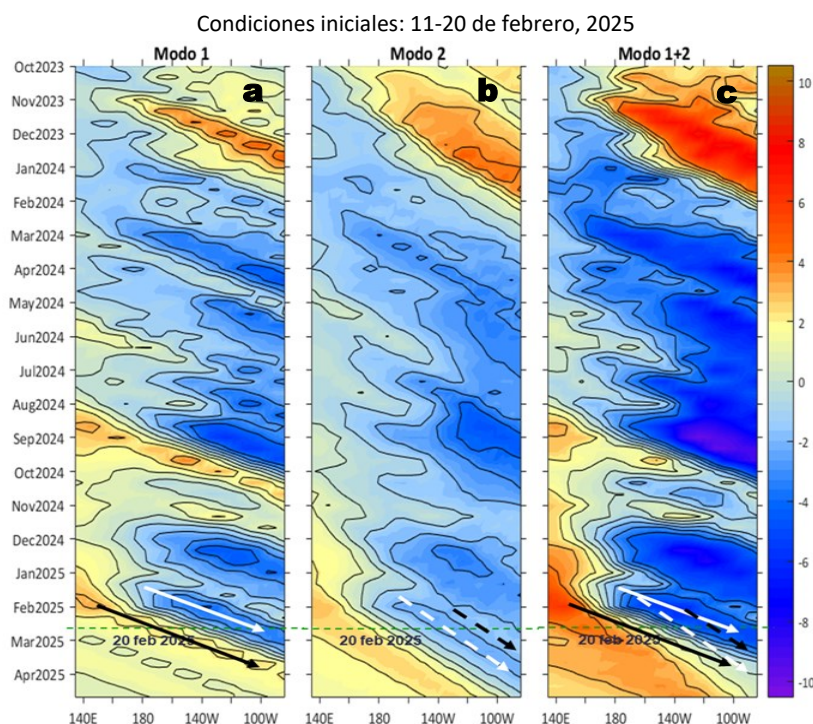 Condiciones iniciales: 11-20 de febrero, 2025
Modo 1 Modo 2 Modo 1+2
a b c
Oct2023
Nov2023
Dec2023
Jan2024
Feb2024
Mar2024
Apr2024
May2024
Jun2024
Jul2024
Aug2024
Sep2024
Oct2024
Nov2024
Dec2024
Jan2025
Feb2025
Mar2025
Apr2025
20 feb 2025 20 feb 2025 20 feb 2025
140E 180 140W 100W 140E 180 140W 100W 140E 180 140W 100W
10
8
6
4
2
0
-2
-4
-6
-8
-10